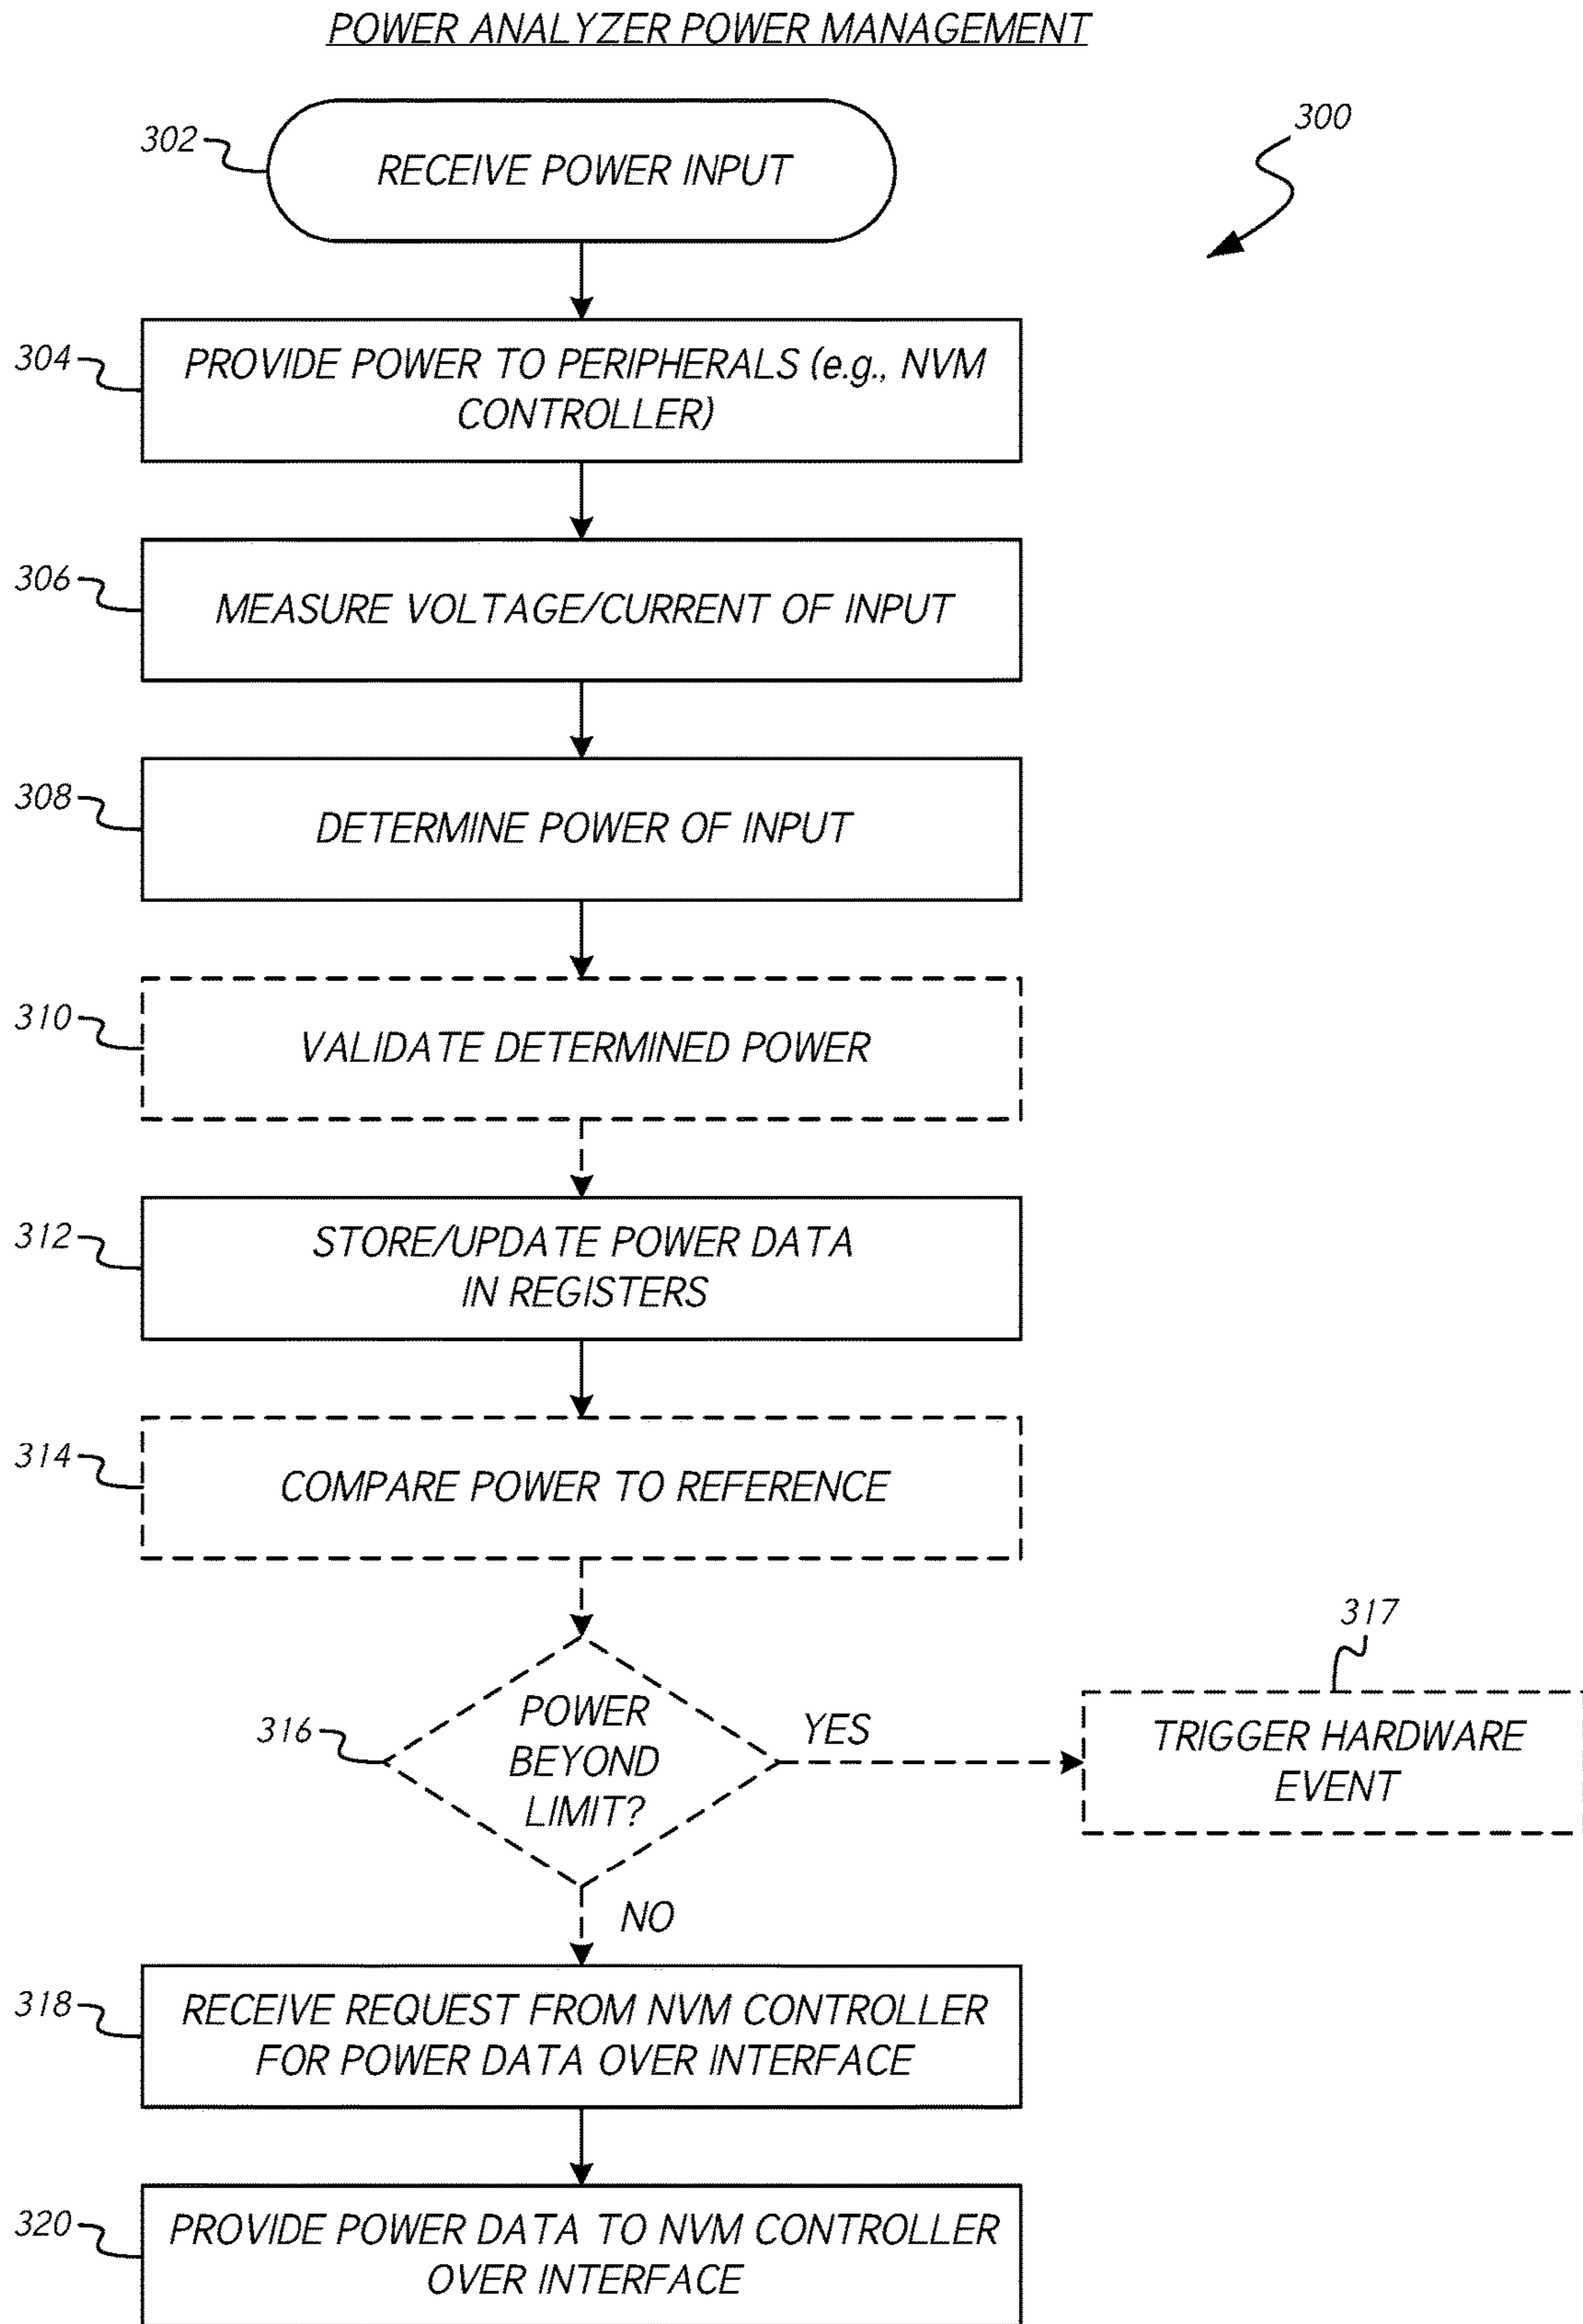 POWER ANALYZER POWER MANAGEMENT
300
302
RECEIVE POWER INPUT
304
PROVIDE POWER TO PERIPHERALS (e.g., NVM
CONTROLLER)
306
MEASURE VOLTAGE/CURRENT OF INPUT
308
DETERMINE POWER OF INPUT
310
VALIDATE DETERMINED POWER
312
STORE/UPDATE POWER DATA
IN REGISTERS
314
COMPARE POWER TO REFERENCE
316
POWER
BEYOND
LIMIT?
YES
317
TRIGGER HARDWARE
EVENT
NO
318
RECEIVE REQUEST FROM NVM CONTROLLER
FOR POWER DATA OVER INTERFACE
320
PROVIDE POWER DATA TO NVM CONTROLLER
OVER INTERFACE